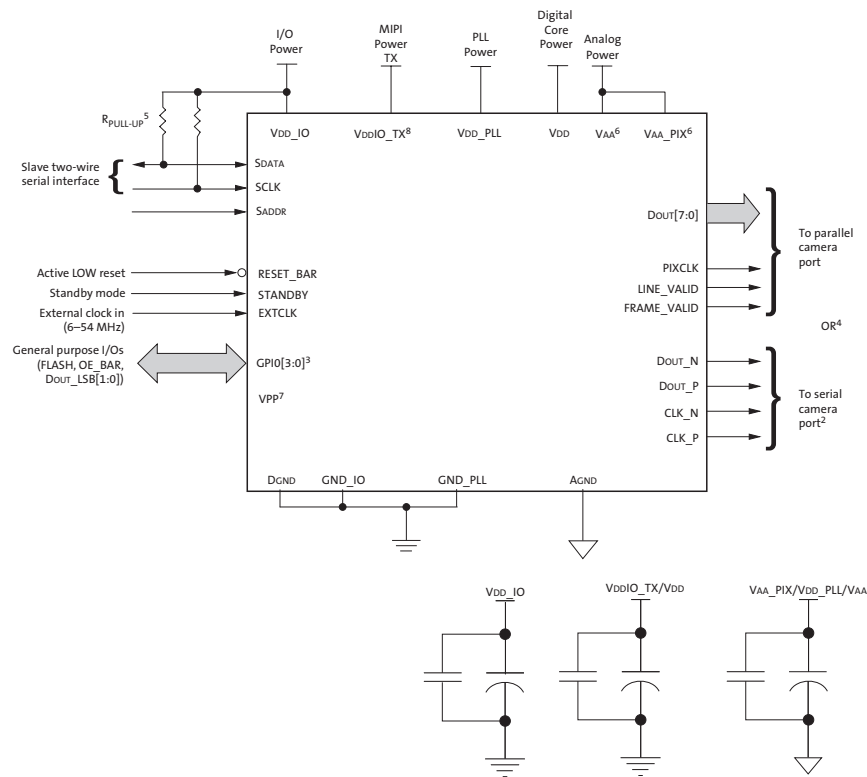 I/O
Power
MIPI
Power
TX
PLL
Power
Digital
Core
Power
Analog
Power
RPULL-UP5
VDD_IO
VDDIO_TX8
VDD_PLL
VDD
VAA6
VAA_PIX6
Slave two-wire
serial interface
SDATA
SCLK
SADDR
DOUT[7:0]
To parallel
camera
port
PIXCLK
LINE_VALID
FRAME_VALID
Active LOW reset
RESET_BAR
Standby mode
STANDBY
External clock in
(6–54 MHz)
EXTCLK
OR4
General purpose I/Os
(FLASH, OE_BAR,
DOUT_LSB[1:0])
GPI0[3:0]3
VPP7
DOUT_N
DOUT_P
CLK_N
CLK_P
To serial
camera
port2
DGND
GND_IO
GND_PLL
AGND
VDD_IO
VDDIO_TX/VDD
VAA_PIX/VDD_PLL/VAA